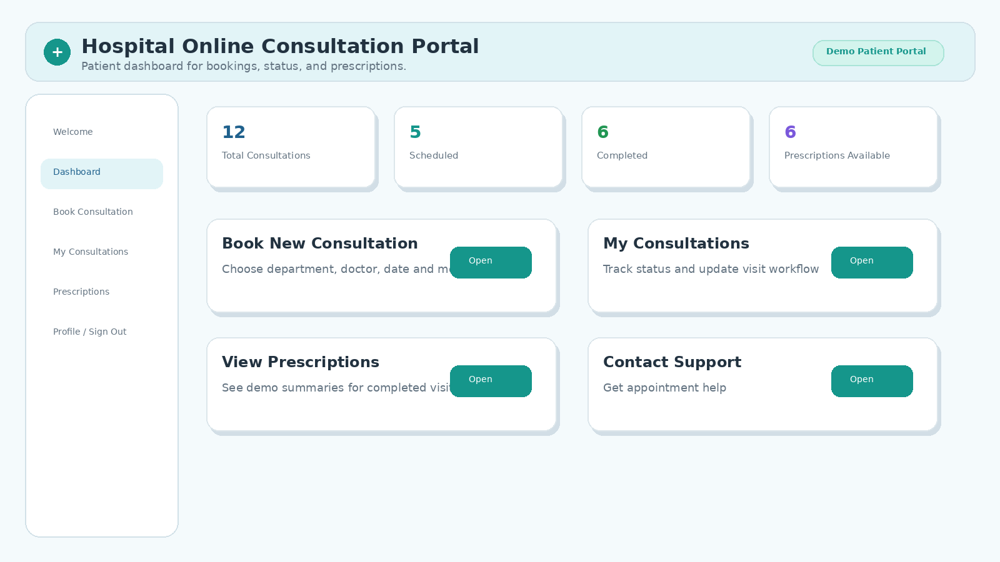 +
Hospital Online Consultation Portal
Patient dashboard for bookings, status, and prescriptions.
Demo Patient Portal
Welcome
Dashboard
Book Consultation
My Consultations
Prescriptions
Profile / Sign Out
12
Total Consultations
5
Scheduled
6
Completed
6
Prescriptions Available
Book New Consultation
Choose department, doctor, date and
Open
My Consultations
Track status and update visit workflow
Open
View Prescriptions
See demo summaries for completed
Open
Contact Support
Get appointment help
Open